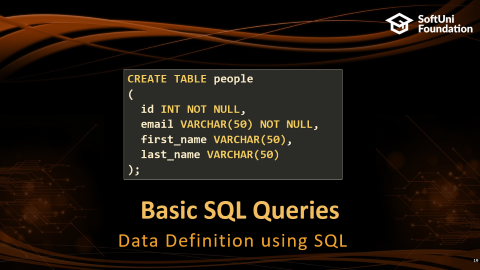 SoftUni
Foundation
CREATE TABLE people
(
  id INT NOT NULL,
  email VARCHAR(50) NOT NULL,
  first_name VARCHAR(50),
  last_name VARCHAR(50)
);
Basic SQL Queries
Data Definition using SQL